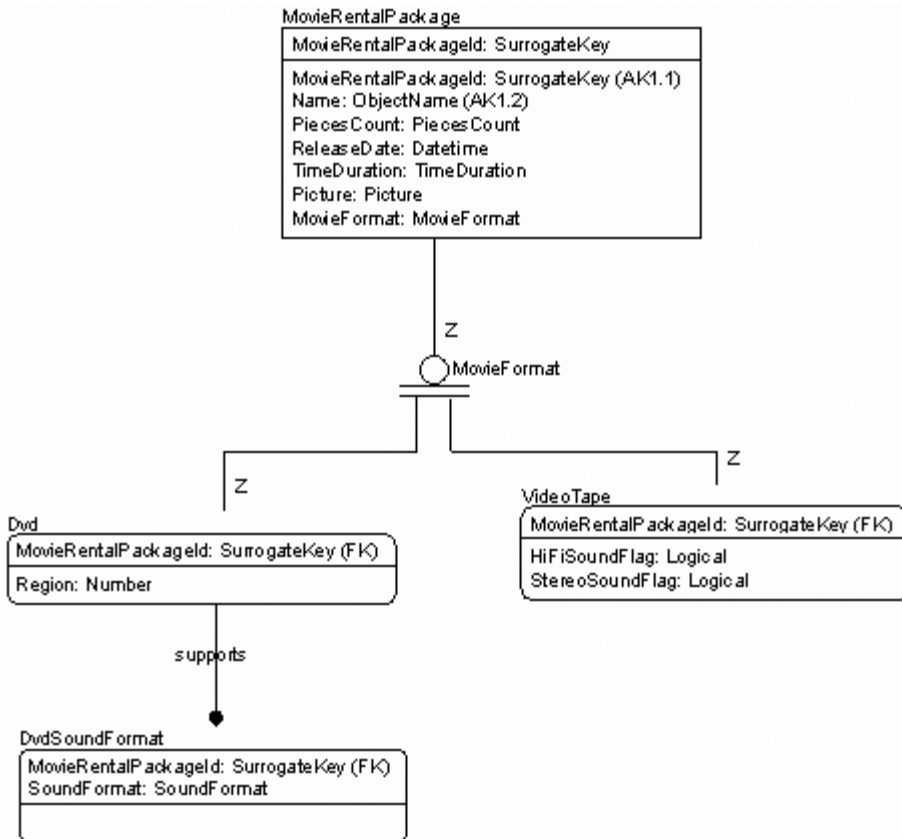 MovieRentalPackage
MovieRentalPackageId: SurrogateKey
MovieRentalPackageId: SurrogateKey (AK1.1)
Name: ObjectName (AK1.2)
PiecesCount: PiecesCount
ReleaseDate: Datetime
TimeDuration: TimeDuration
Picture: Picture
MovieFormat: MovieFormat
Z
MovieFormat
Z
Z
Dvd
MovieRentalPackageId: SurrogateKey (FK)
Region: Number
VideoTape
MovieRentalPackageId: SurrogateKey (FK)
HiFiSoundFlag: Logical
StereoSoundFlag: Logical
supports
DvdSoundFormat
MovieRentalPackageId: SurrogateKey (FK)
SoundFormat: SoundFormat